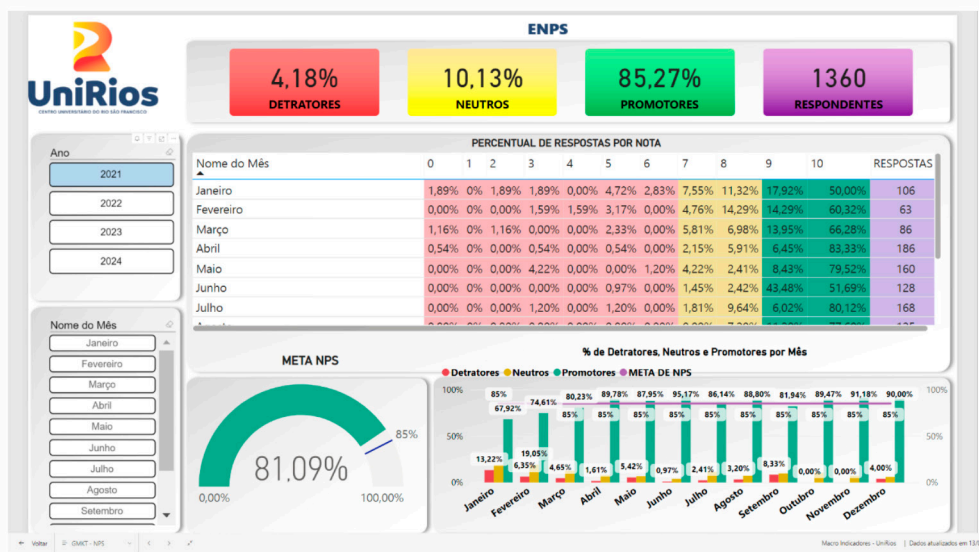 ENPS
UniRios
CENTRO UNIVERSITÁRIO DO RIO SÃO FRANCISCO
4,18%
DETRATORES
10,13%
NEUTROS
85,27%
PROMOTORES
1360
RESPONDENTES
Ano
2021
2022
2023
2024
PERCENTUAL DE RESPOSTAS POR NOTA
Nome do Mês 0 1 2 3 4 5 6 7 8 9 10 RESPOSTAS
Janeiro 1,89% 0% 1,89% 1,89% 0,00% 4,72% 2,83% 7,55% 11,32% 17,92% 50,00% 106
Fevereiro 0,00% 0% 0,00% 1,59% 1,59% 3,17% 0,00% 4,76% 14,29% 14,29% 60,32% 63
Março 1,16% 0% 1,16% 0,00% 0,00% 2,33% 0,00% 5,81% 6,98% 13,95% 66,28% 86
Abril 0,54% 0% 0,00% 0,54% 0,00% 0,54% 0,00% 2,15% 5,91% 6,45% 83,33% 186
Maio 0,00% 0% 0,00% 4,22% 0,00% 0,00% 1,20% 4,22% 2,41% 8,43% 79,52% 160
Junho 0,00% 0% 0,00% 0,00% 0,00% 0,97% 0,00% 1,45% 2,42% 43,48% 51,69% 128
Julho 0,00% 0% 0,00% 1,20% 0,00% 1,20% 0,00% 1,81% 9,64% 6,02% 80,12% 168
Nome do Mês
Janeiro
Fevereiro
Março
Abril
Maio
Junho
Julho
Agosto
Setembro
META NPS
81,09%
85%
0,00%
100,00%
% de Detratores, Neutros e Promotores por Mês
Detratores Neutros Promotores META DE NPS
100% 85% 67,92% 74,61% 80,23% 89,78% 87,95% 95,17% 86,14% 88,80% 81,94% 89,47% 91,18% 90,00% 100%
85% 85% 85% 85% 85% 85% 85% 85% 85% 85%
50% 50%
13,22% 6,35% 19,05% 4,65% 1,61% 5,42% 0,97% 2,41% 3,20% 8,33% 0,00% 0,00% 4,00%
0% 0%
Janeiro Fevereiro Março Abril Maio Junho Julho Agosto Setembro Outubro Novembro Dezembro
Voltar GMKT - NPS
Macro Indicadores - UniRios | Dados atualizados em